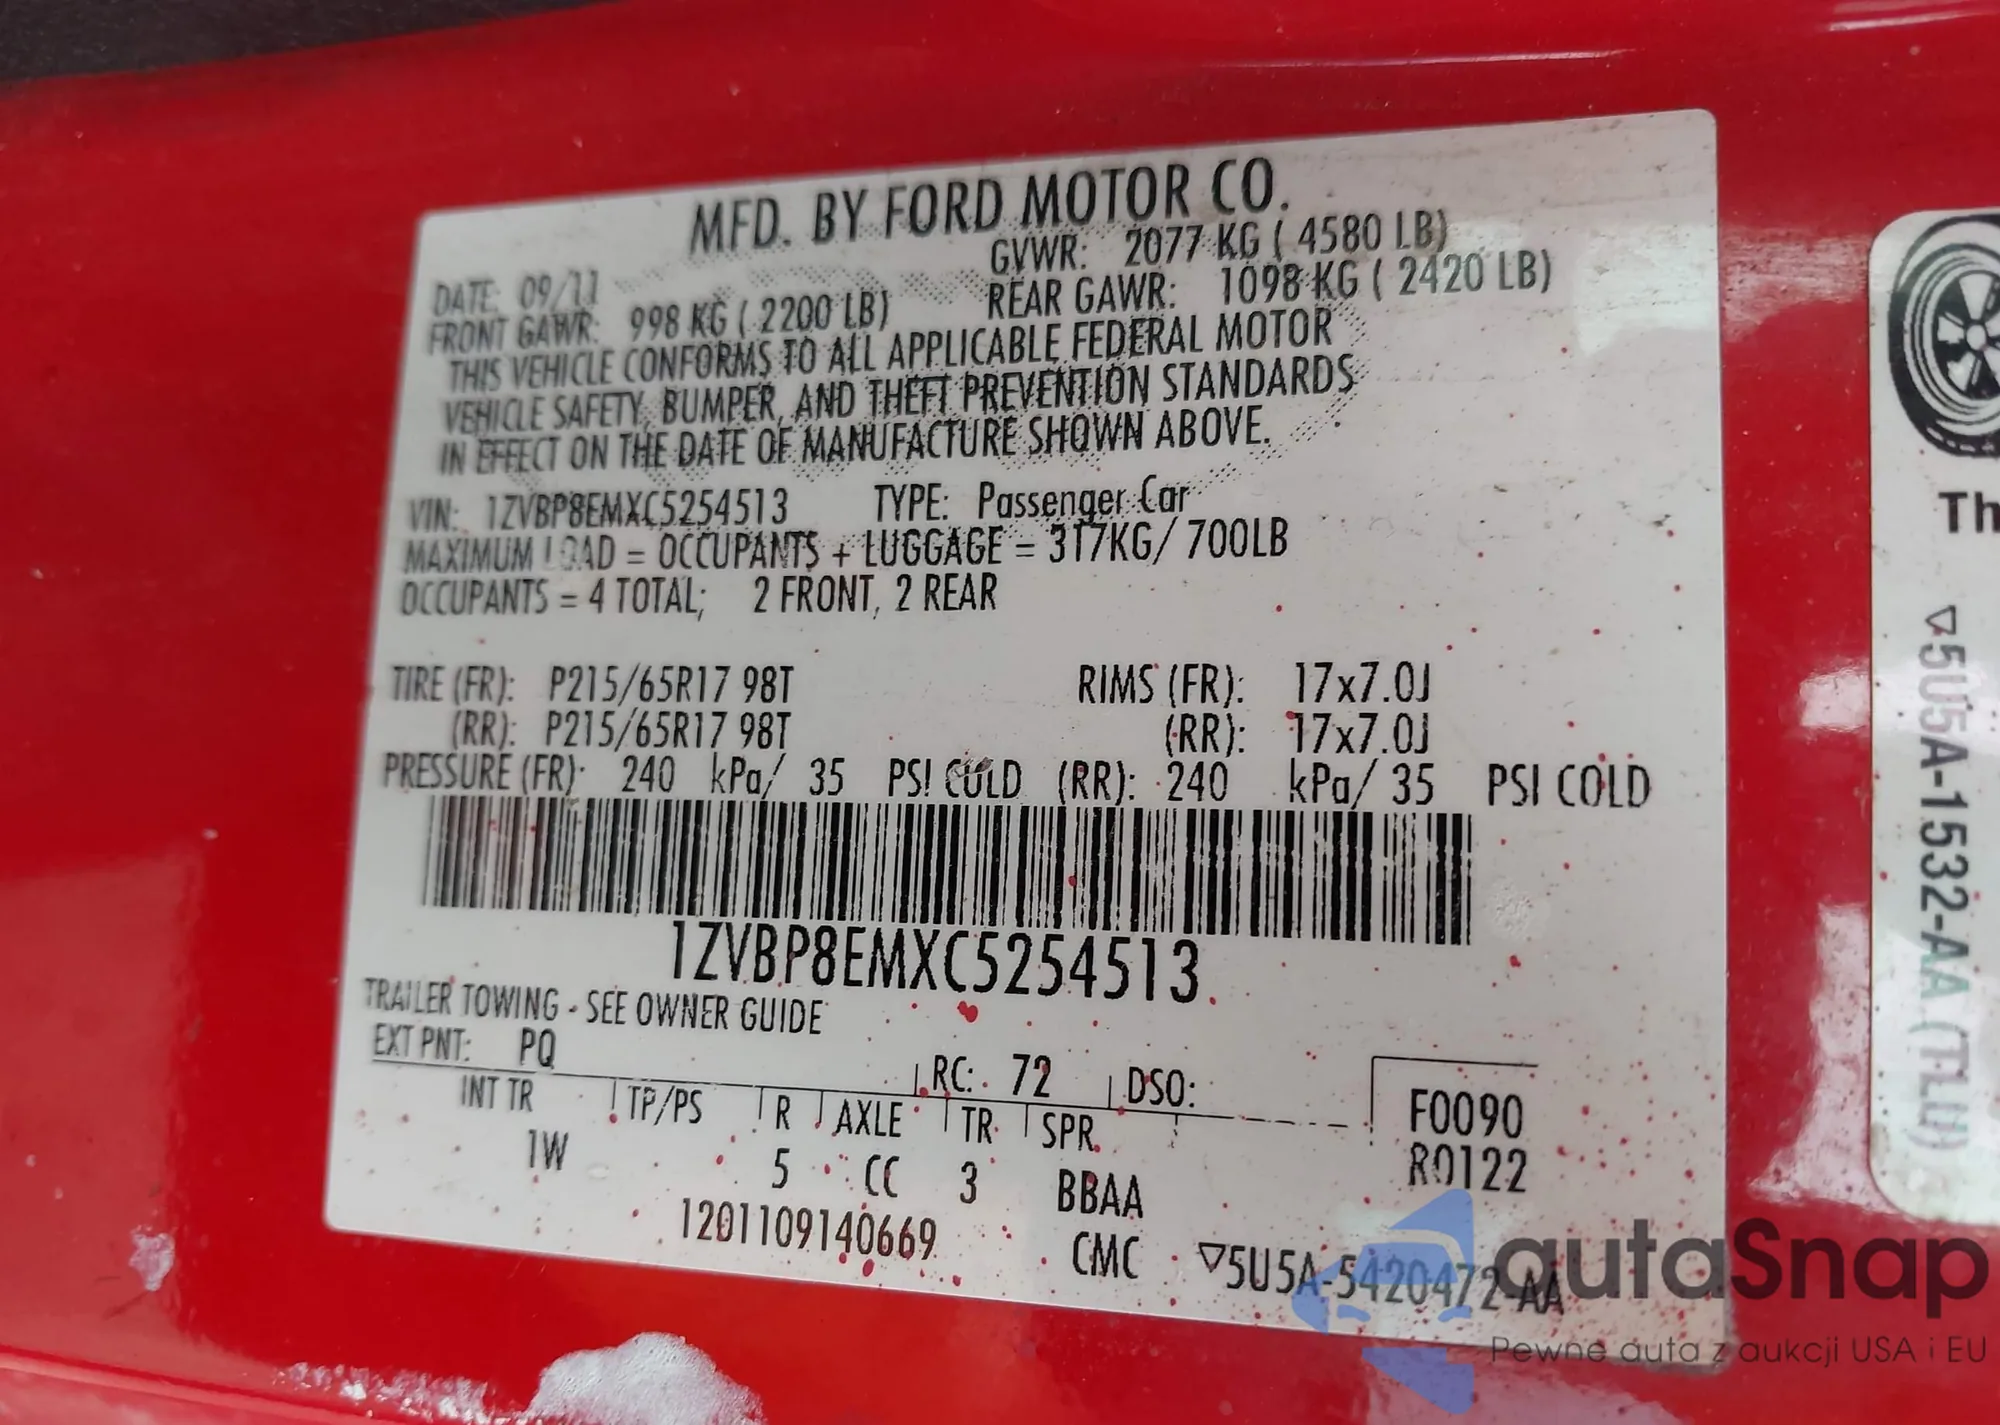 MFD. BY FORD MOTOR CO.
DATE: 09/11 GVWR: 2077 KG ( 4580 LB)
FRONT GAWR: 998 KG ( 2200 LB) REAR GAWR: 1098 KG ( 2420 LB)
THIS VEHICLE CONFORMS TO ALL APPLICABLE FEDERAL MOTOR
VEHICLE SAFETY, BUMPER, AND THEFT PREVENTION STANDARDS
IN EFFECT ON THE DATE OF MANUFACTURE SHOWN ABOVE.
VIN: 1ZVBP8EMXC5254513 TYPE: Passenger Car
MAXIMUM LOAD = OCCUPANTS + LUGGAGE = 317KG/ 700LB
OCCUPANTS = 4 TOTAL; 2 FRONT, 2 REAR
TIRE (FR): P215/65R17 98T RIMS (FR): 17x7.0J
(RR): P215/65R17 98T (RR): 17x7.0J
PRESSURE (FR): 240 kPa/ 35 PSI COLD (RR): 240 kPa/ 35 PSI COLD
1ZVBP8EMXC5254513
TRAILER TOWING - SEE OWNER GUIDE
EXT PNT: PQ RC: 72 DSO:
INT TR TP/PS R AXLE TR SPR F0090
1W 5 CC 3 BBAA R0122
1201109140669 CMC ▽5U5A-5420472-AA
Th
▽5U5A-1532-AA (TLU)
autaSnap
Pewne auta z aukcji USA i EU